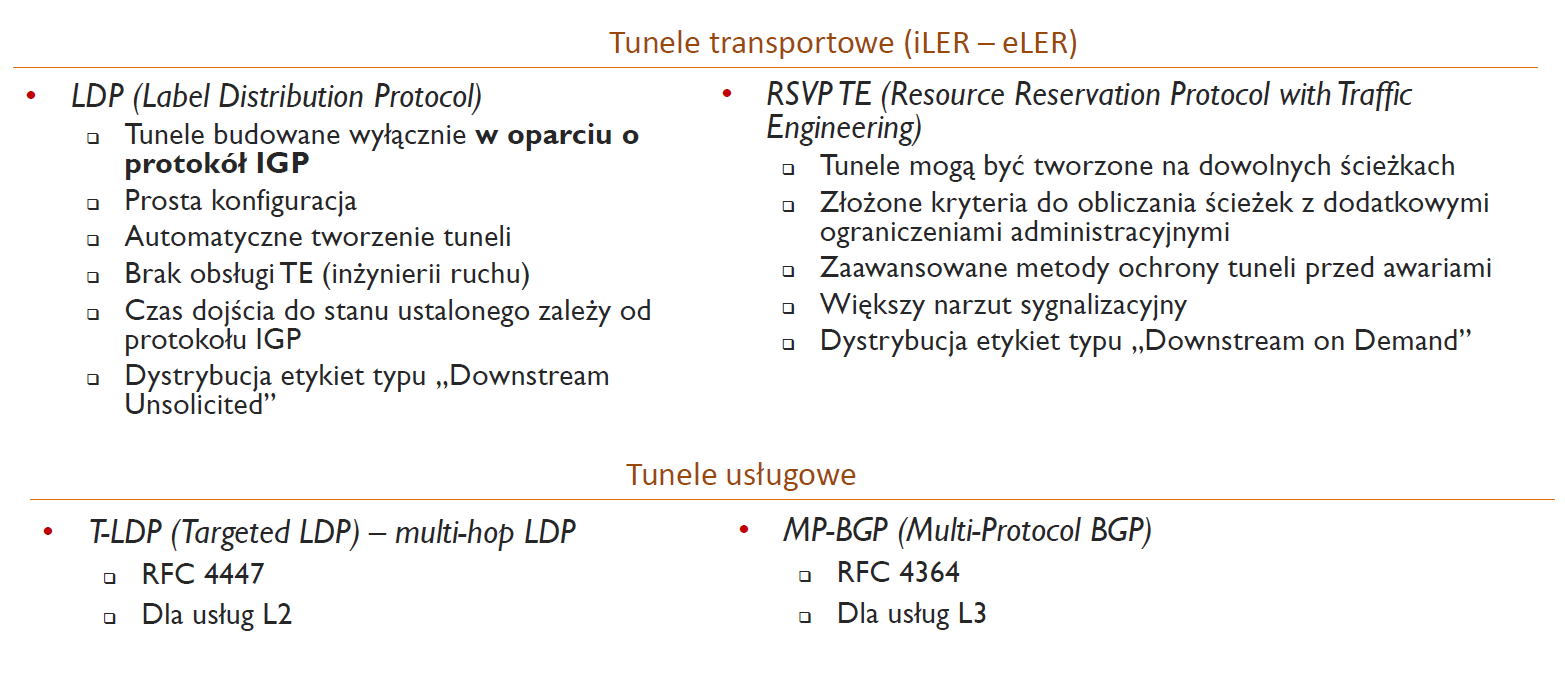 Tunele transportowe (iLER – eLER)
• LDP (Label Distribution Protocol)
❑ Tunele budowane wyłącznie w oparciu o
protokół IGP
❑ Prosta konfiguracja
❑ Automatyczne tworzenie tuneli
❑ Brak obsługi TE (inżynierii ruchu)
❑ Czas dojścia do stanu ustalonego zależy od
protokołu IGP
❑ Dystrybucja etykiet typu „Downstream
Unsolicited”
• RSVP TE (Resource Reservation Protocol with Traffic
Engineering)
❑ Tunele mogą być tworzone na dowolnych ścieżkach
❑ Złożone kryteria do obliczania ścieżek z dodatkowymi
ograniczeniami administracyjnymi
❑ Zaawansowane metody ochrony tuneli przed awariami
❑ Większy narzut sygnalizacyjny
❑ Dystrybucja etykiet typu „Downstream on Demand”
Tunele usługowe
• T-LDP (Targeted LDP) – multi-hop LDP
❑ RFC 4447
❑ Dla usług L2
• MP-BGP (Multi-Protocol BGP)
❑ RFC 4364
❑ Dla usług L3